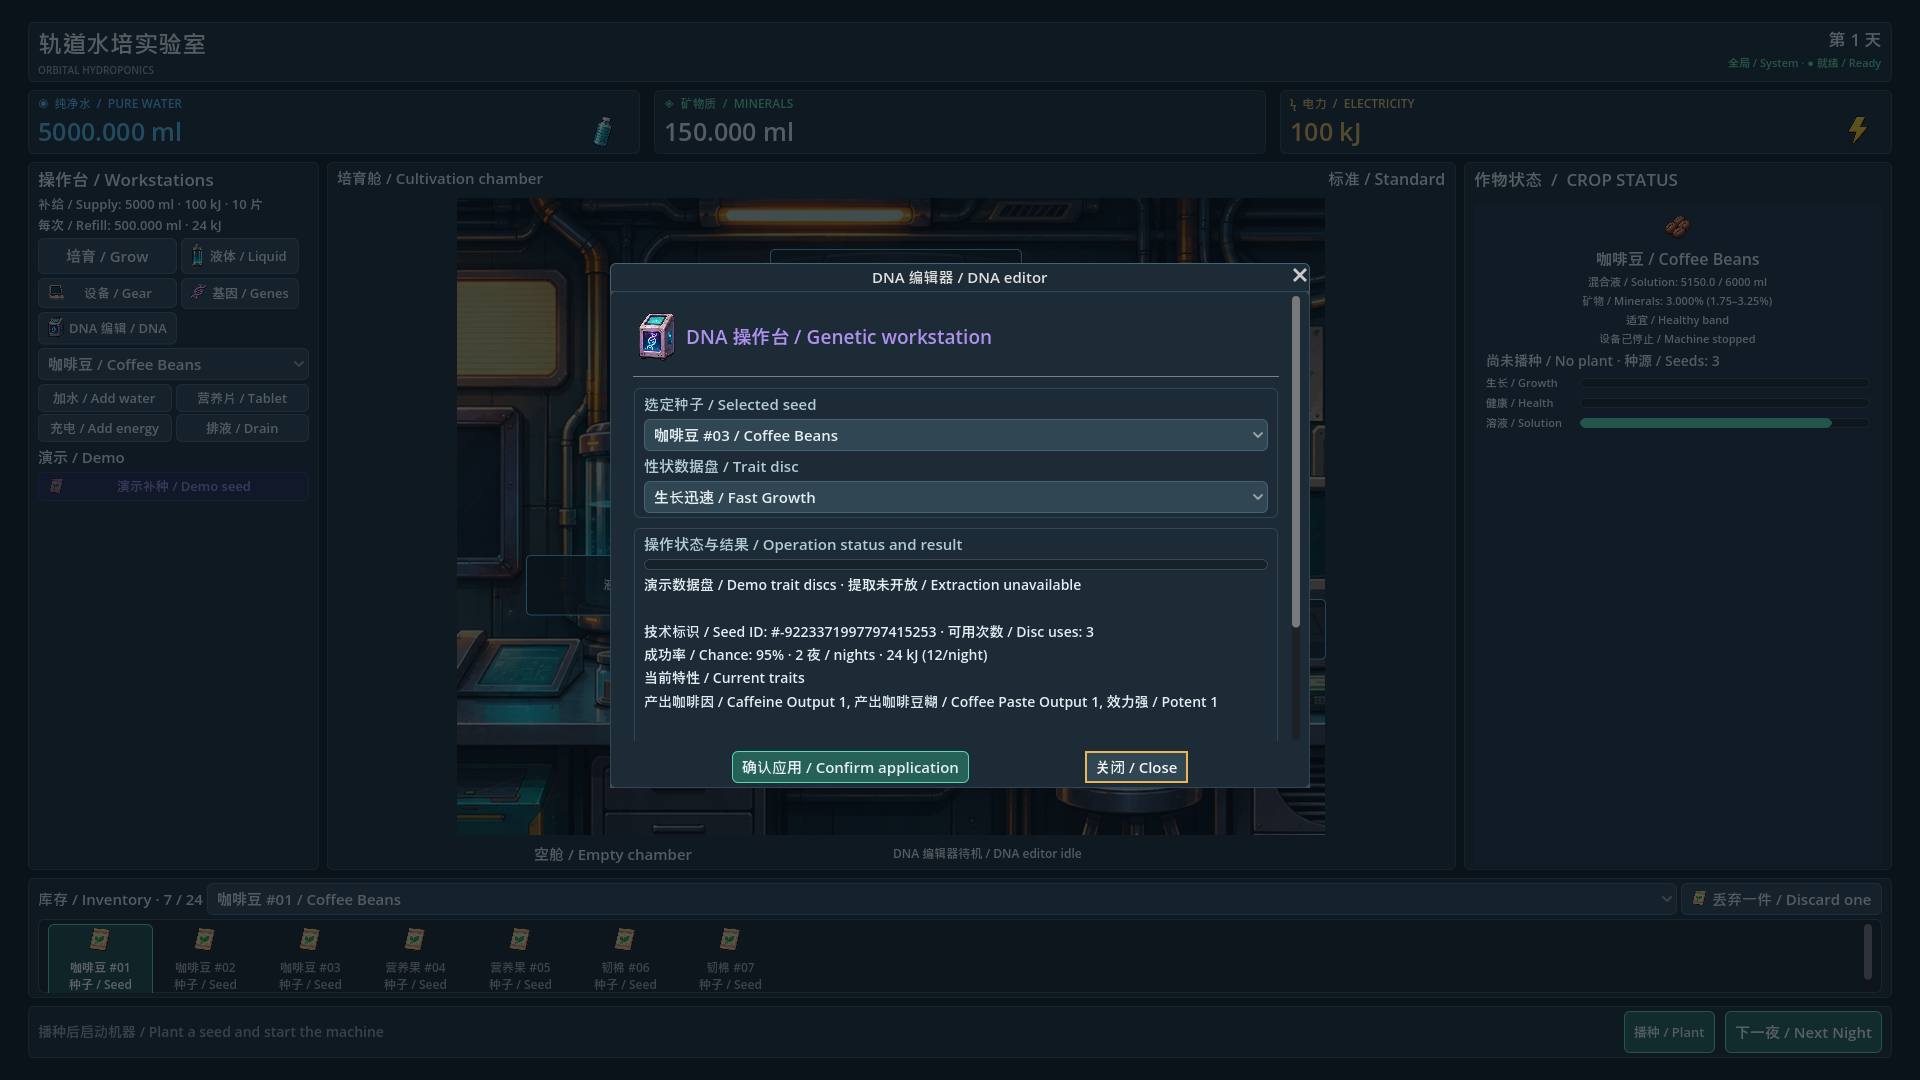 轨道水培实验室
ORBITAL HYDROPONICS
第 1 天
全局 / System · ● 就绪 / Ready
纯净水 / PURE WATER
5000.000 ml
矿物质 / MINERALS
150.000 ml
电力 / ELECTRICITY
100 kJ
操作台 / Workstations
补给 / Supply: 5000 ml · 100 kJ · 10 片
每次 / Refill: 500.000 ml · 24 kJ
培育 / Grow
液体 / Liquid
设备 / Gear
基因 / Genes
DNA 编辑 / DNA
咖啡豆 / Coffee Beans
加水 / Add water
营养片 / Tablet
充电 / Add energy
排液 / Drain
演示 / Demo
演示补种 / Demo seed
培育舱 / Cultivation chamber
标准 / Standard
DNA 编辑器 / DNA editor
DNA 操作台 / Genetic workstation
选定种子 / Selected seed
咖啡豆 #03 / Coffee Beans
性状数据盘 / Trait disc
生长迅速 / Fast Growth
操作状态与结果 / Operation status and result
演示数据盘 / Demo trait discs · 提取未开放 / Extraction unavailable
技术标识 / Seed ID: #-9223371997797415253 · 可用次数 / Disc uses: 3
成功率 / Chance: 95% · 2 夜 / nights · 24 kJ (12/night)
当前特性 / Current traits
产出咖啡因 / Caffeine Output 1, 产出咖啡豆糊 / Coffee Paste Output 1, 效力强 / Potent 1
确认应用 / Confirm application
关闭 / Close
空舱 / Empty chamber
DNA 编辑器待机 / DNA editor idle
作物状态 / CROP STATUS
咖啡豆 / Coffee Beans
混合液 / Solution: 5150.0 / 6000 ml
矿物 / Minerals: 3.000% (1.75–3.25%)
适宜 / Healthy band
设备已停止 / Machine stopped
尚未播种 / No plant · 种源 / Seeds: 3
生长 / Growth
健康 / Health
溶液 / Solution
库存 / Inventory · 7 / 24
咖啡豆 #01 / Coffee Beans
丢弃一件 / Discard one
咖啡豆 #01
种子 / Seed
咖啡豆 #02
种子 / Seed
咖啡豆 #03
种子 / Seed
营养果 #04
种子 / Seed
营养果 #05
种子 / Seed
韧棉 #06
种子 / Seed
韧棉 #07
种子 / Seed
播种后启动机器 / Plant a seed and start the machine
播种 / Plant
下一夜 / Next Night